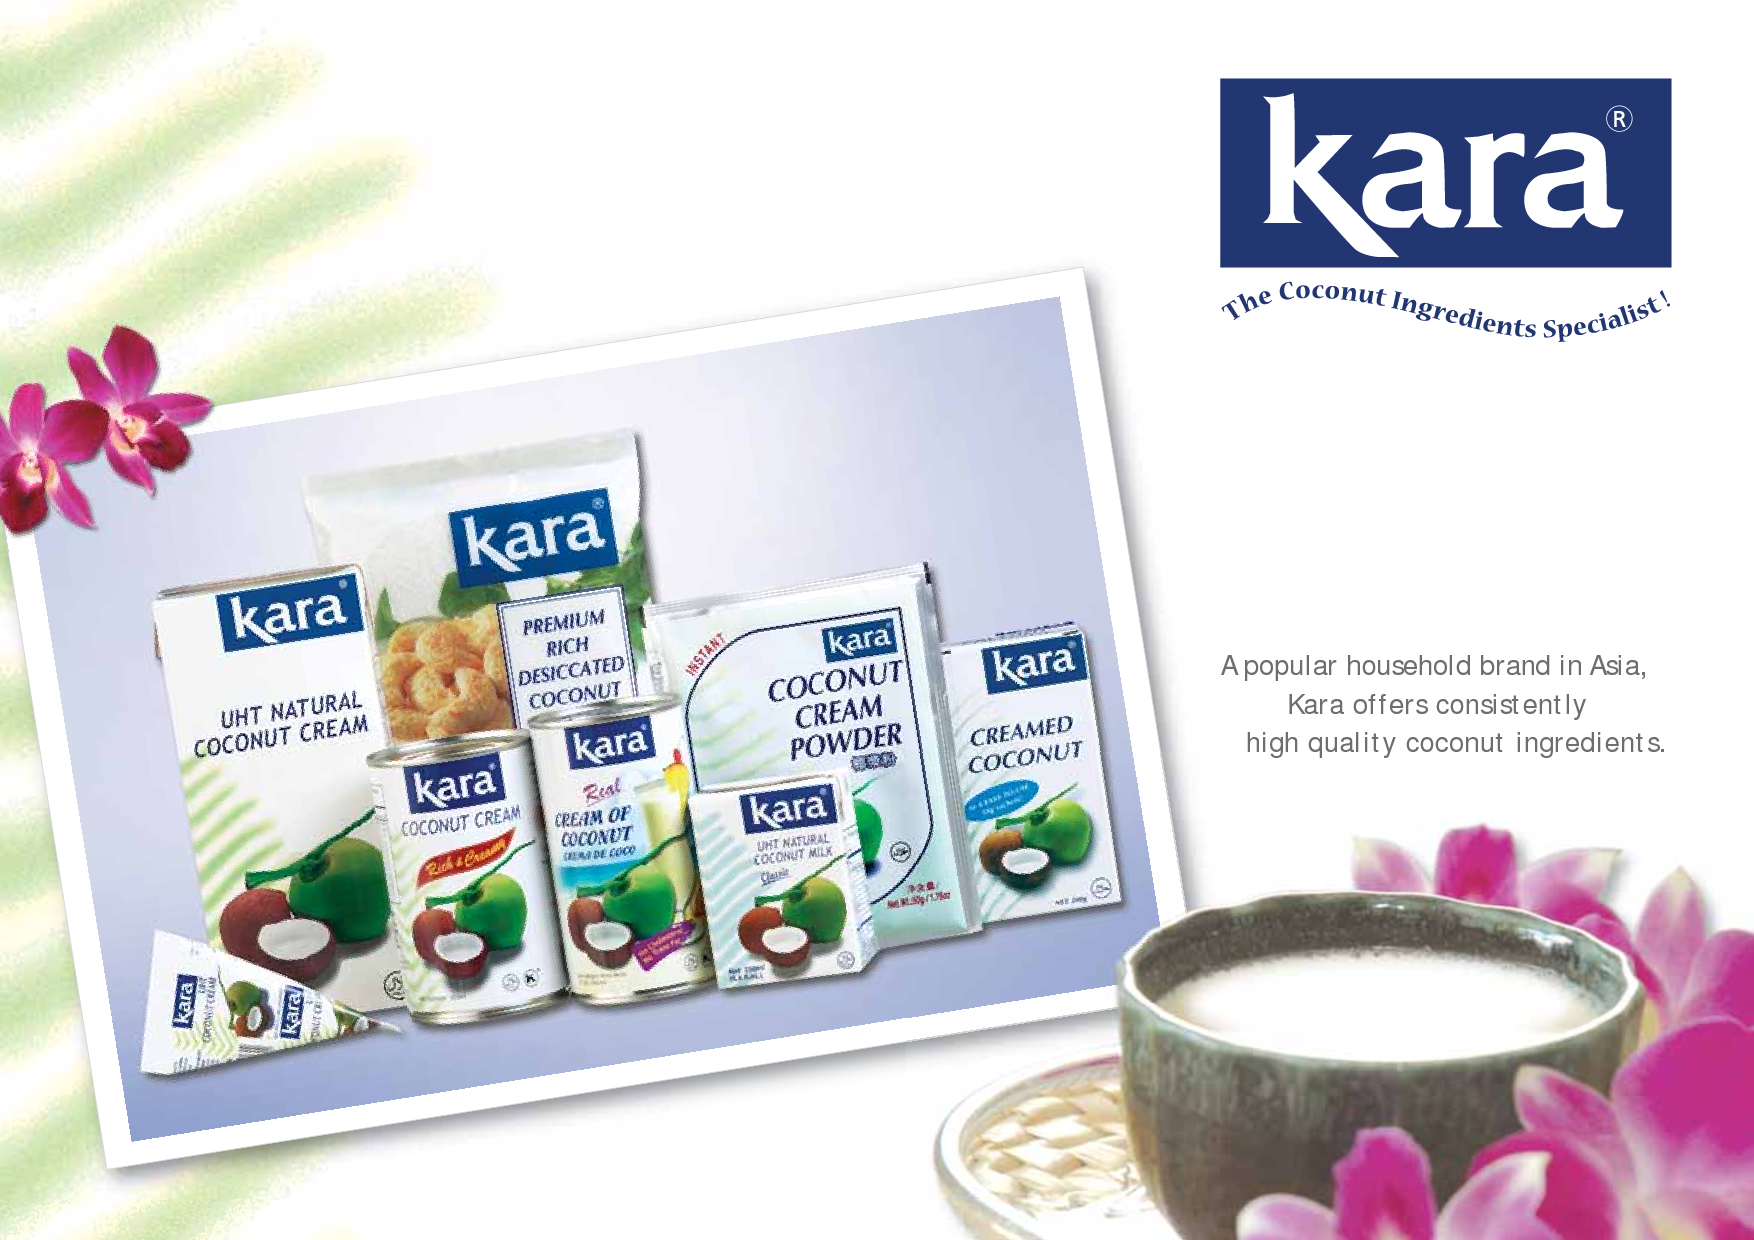 kara®
The Coconut Ingredients Specialist!
A popular household brand in Asia,
Kara offers consistently
high quality coconut ingredients.
kara®
PREMIUM
RICH
DESICCATED
COCONUT
kara
UHT NATURAL
COCONUT CREAM
kara
COCONUT CREAM
Rich & Creamy
kara
Real
CREAM OF
COCONUT
CREMA DE COCO
kara
UHT NATURAL
COCONUT MILK
Classic
INSTANT
kara
COCONUT
CREAM
POWDER
kara
CREAMED
COCONUT
kara
kara